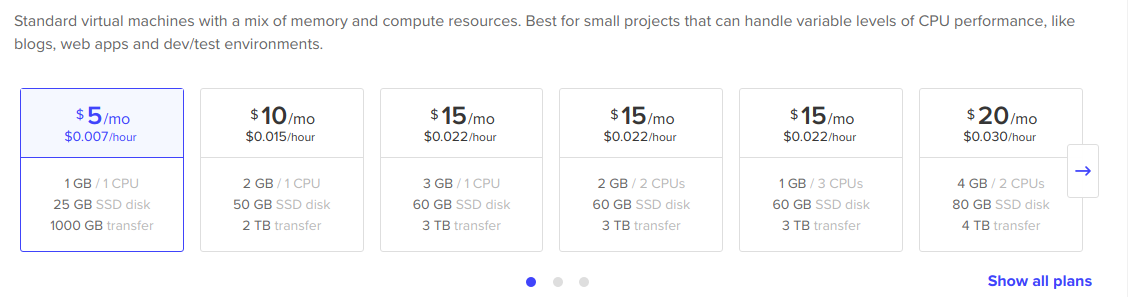 Standard virtual machines with a mix of memory and compute resources. Best for small projects that can handle variable levels of CPU performance, like
blogs, web apps and dev/test environments.
$5/mo
$0.007/hour
1 GB / 1 CPU
25 GB SSD disk
1000 GB transfer
$10/mo
$0.015/hour
2 GB / 1 CPU
50 GB SSD disk
2 TB transfer
$15/mo
$0.022/hour
3 GB / 1 CPU
60 GB SSD disk
3 TB transfer
$15/mo
$0.022/hour
2 GB / 2 CPUs
60 GB SSD disk
3 TB transfer
$15/mo
$0.022/hour
1 GB / 3 CPUs
60 GB SSD disk
3 TB transfer
$20/mo
$0.030/hour
4 GB / 2 CPUs
80 GB SSD disk
4 TB transfer
Show all plans